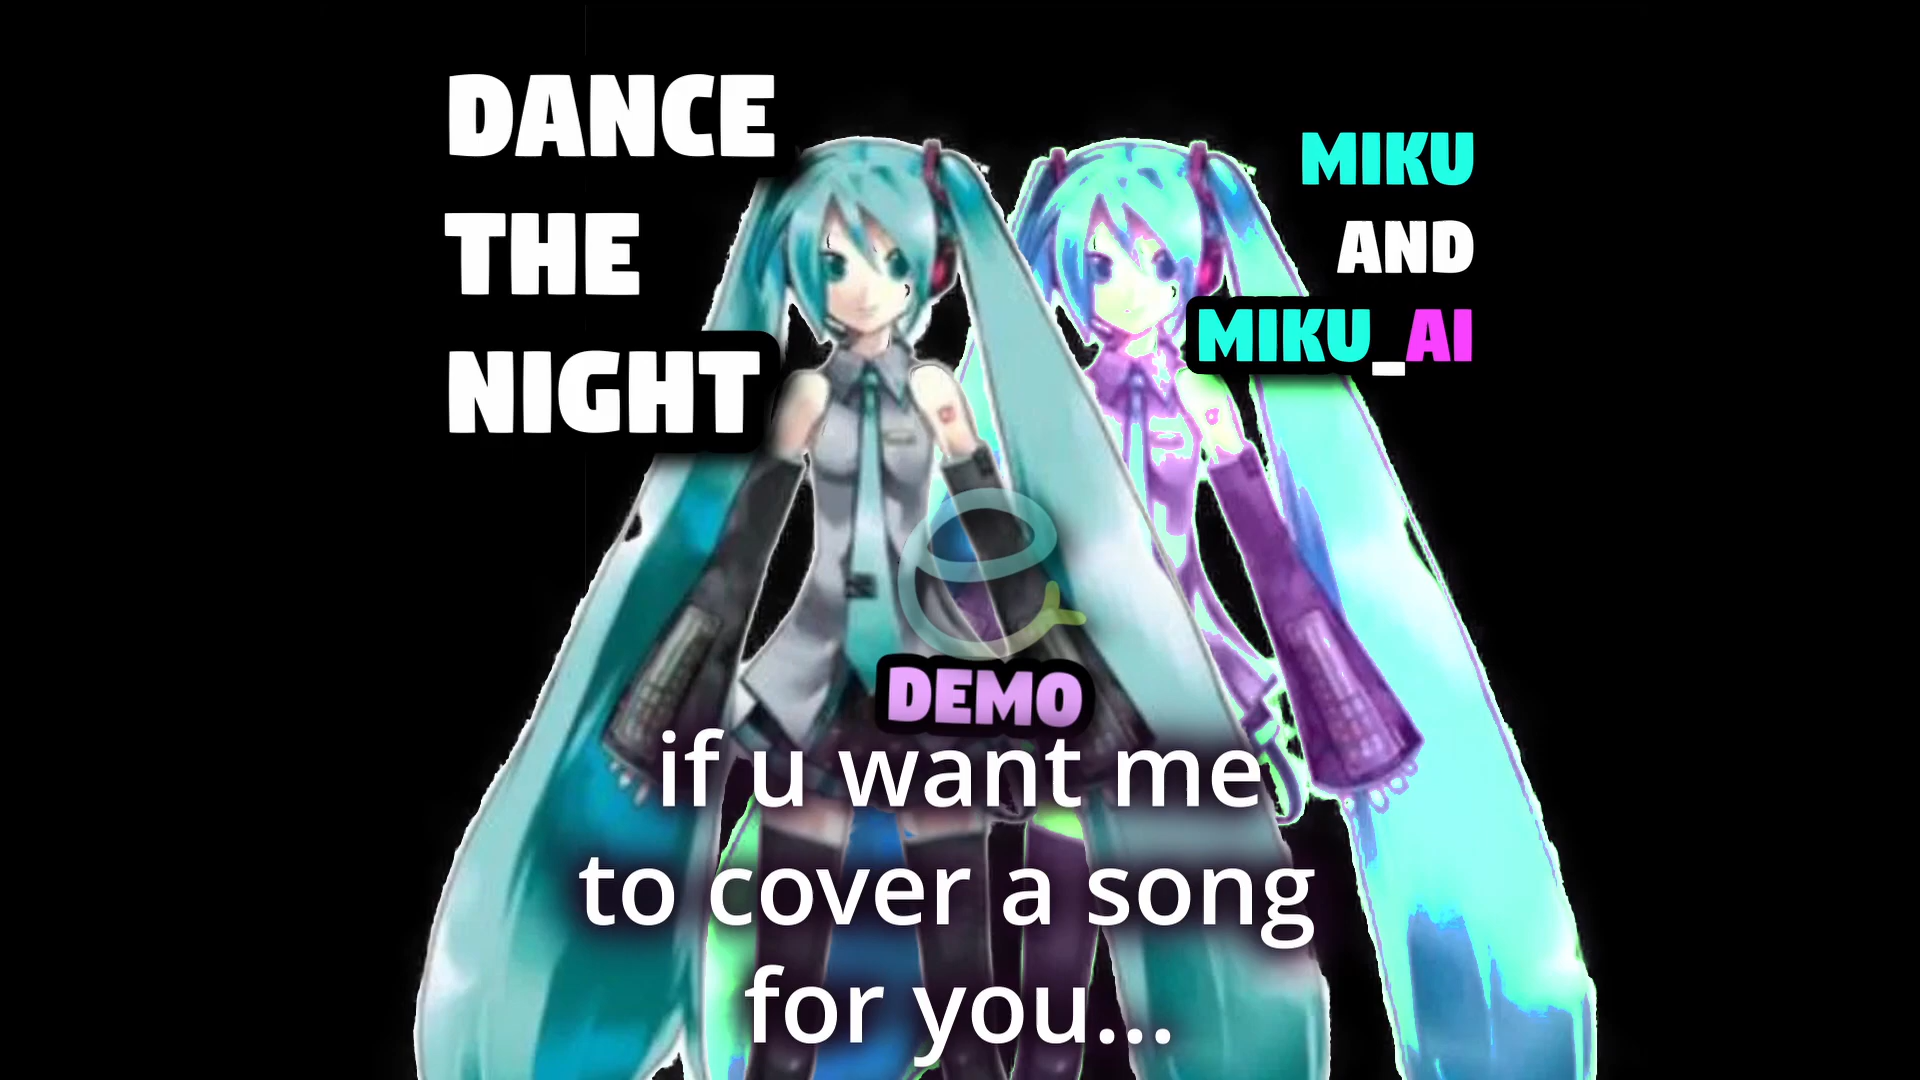 DANCE
THE
NIGHT
MIKU
AND
MIKU_AI
DEMO
if u want me
to cover a song
for you...